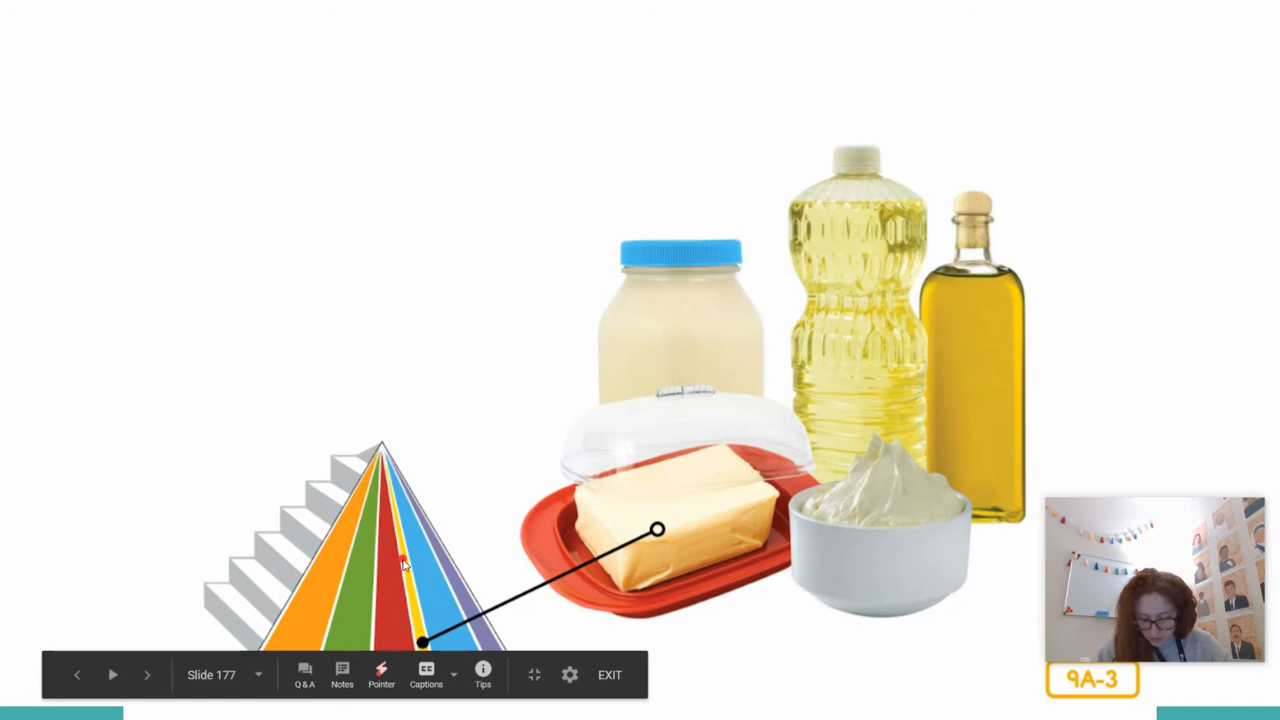 Slide 177
Q & A
Notes
Pointer
Captions
Tips
EXIT
9A-3